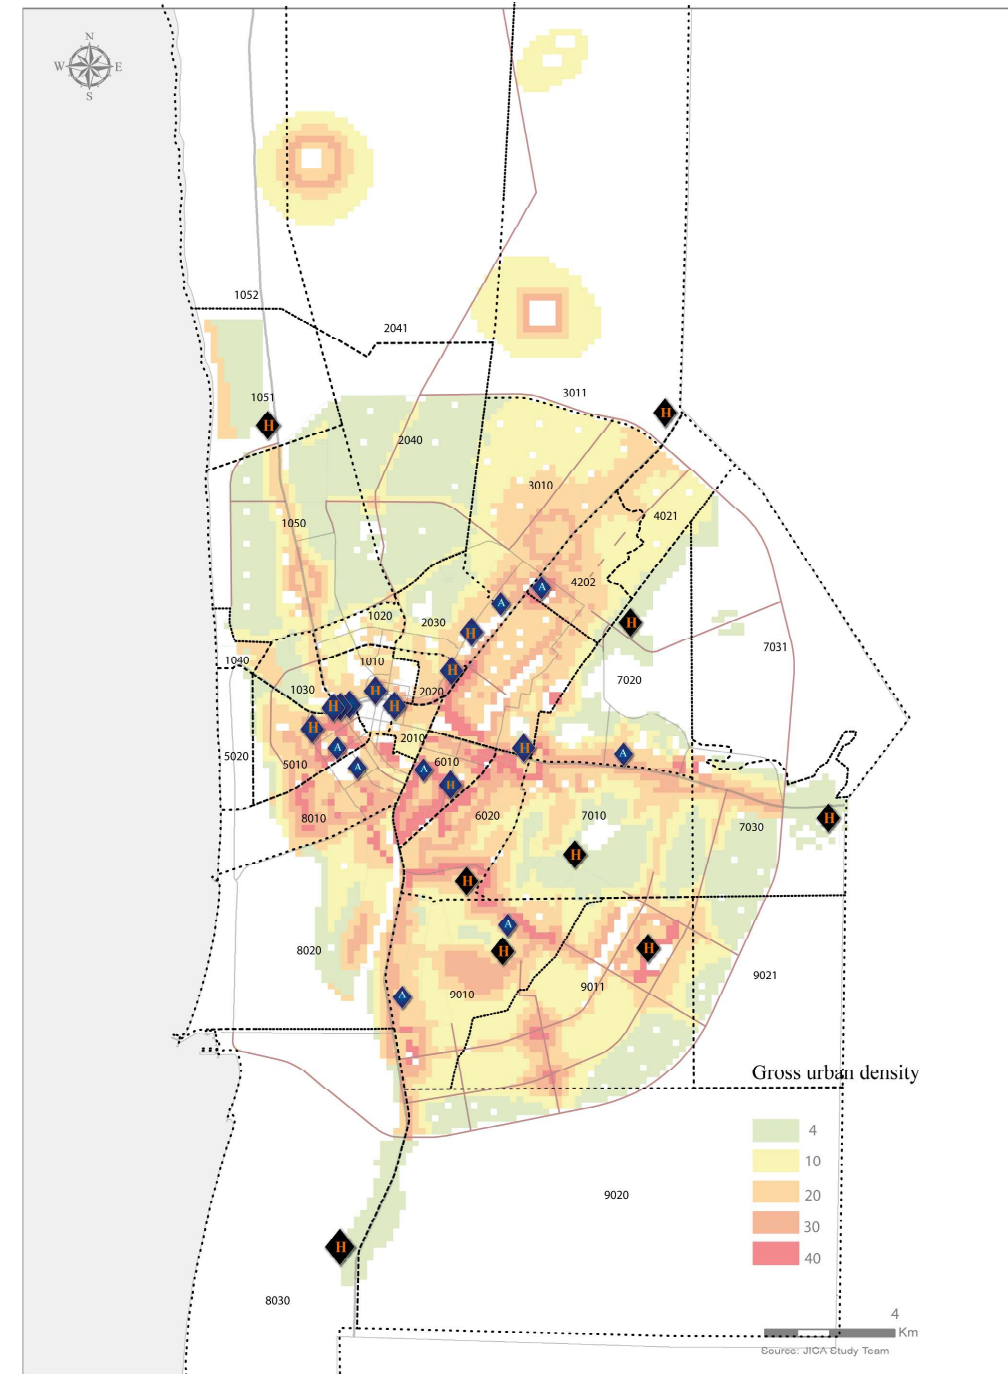 N
W E
S
1052
2041
1051
3011
H
H
2040
3010
4021
1050
4202
A
A
H
1020
2030
H
7031
1040
1010
H
7020
1030
H
2020
H
H
H
2010
H
A
A
5020
5010
A
A
6010
H
8010
6020
7010
7030
H
H
H
A
H
H
8020
9021
9010
9011
A
Gross urban density
4
10
20
30
40
9020
H
8030
4
Km
Source: JICA Study Team